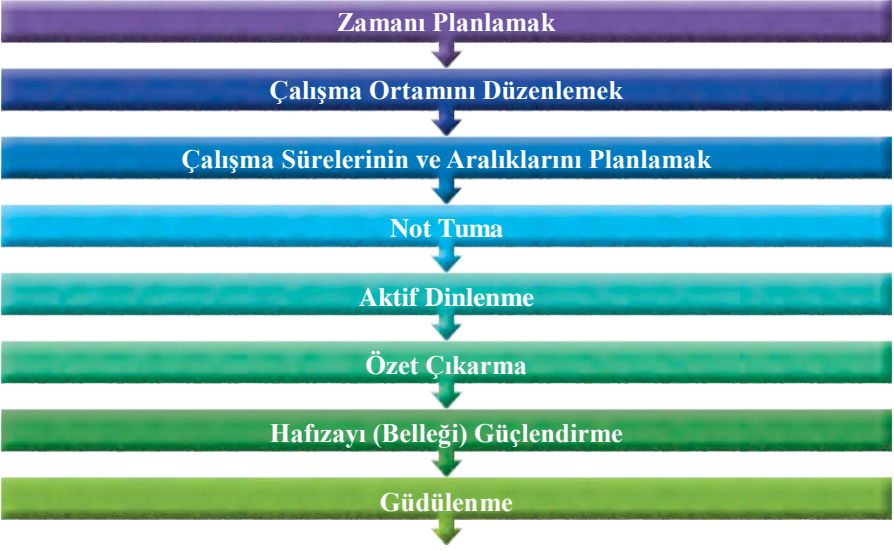 Zamanı Planlamak
Çalışma Ortamını Düzenlemek
Çalışma Sürelerinin ve Aralıklarını Planlamak
Not Tuma
Aktif Dinlenme
Özet Çıkarma
Hafızayı (Belleği) Güçlendirme
Güdülenme